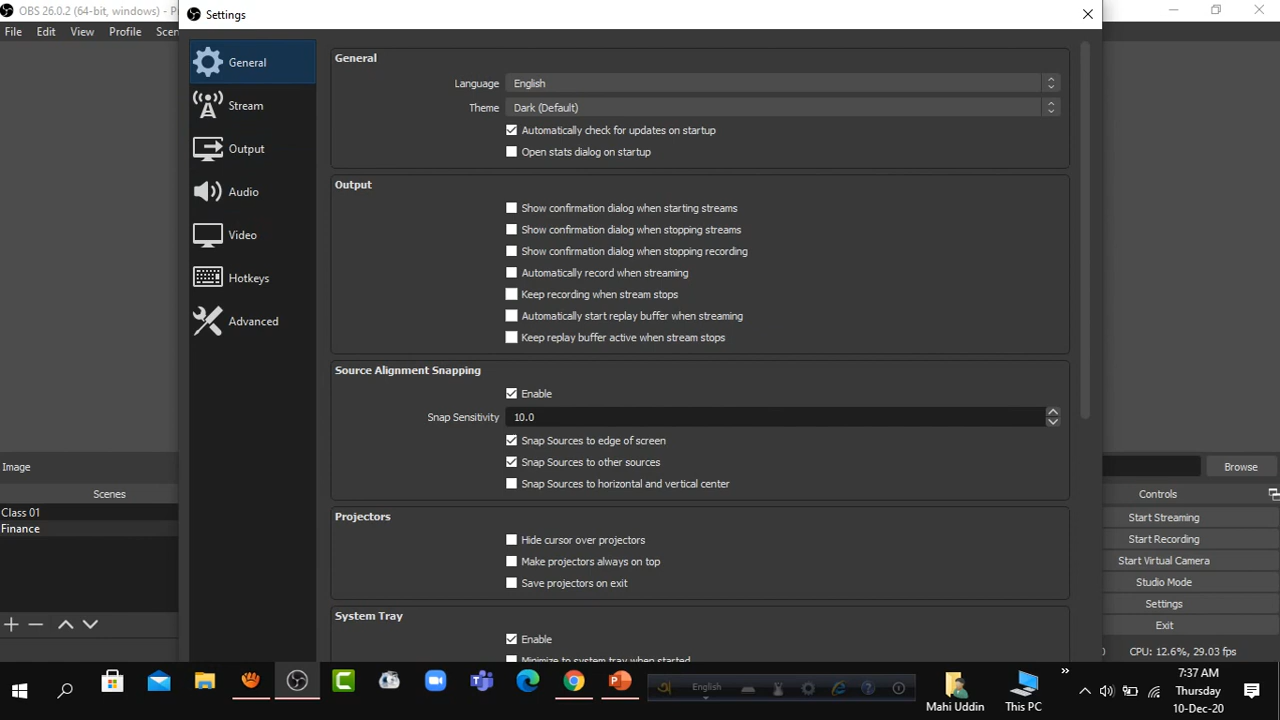 OBS 26.0.2 (64-bit, windows) - P
Settings
File Edit View Profile Scen
General
Stream
Output
Audio
Video
Hotkeys
Advanced
General
Language English
Theme Dark (Default)
Automatically check for updates on startup
Open stats dialog on startup
Output
Show confirmation dialog when starting streams
Show confirmation dialog when stopping streams
Show confirmation dialog when stopping recording
Automatically record when streaming
Keep recording when stream stops
Automatically start replay buffer when streaming
Keep replay buffer active when stream stops
Source Alignment Snapping
Enable
Snap Sensitivity 10.0
Snap Sources to edge of screen
Snap Sources to other sources
Snap Sources to horizontal and vertical center
Projectors
Hide cursor over projectors
Make projectors always on top
Save projectors on exit
System Tray
Enable
Minimize to system tray when started
Image
Scenes
Class 01
Finance
Browse
Controls
Start Streaming
Start Recording
Start Virtual Camera
Studio Mode
Settings
Exit
0 CPU: 12.6%, 29.03 fps
English
Mahi Uddin
This PC
7:37 AM
Thursday
10-Dec-20